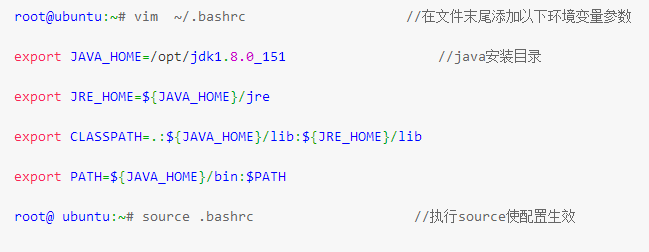 root@ubuntu:~# vim  ~/.bashrc                    //在文件末尾添加以下环境变量参数
export JAVA_HOME=/opt/jdk1.8.0_151                   //java安装目录
export JRE_HOME=${JAVA_HOME}/jre
export CLASSPATH=.:${JAVA_HOME}/lib:${JRE_HOME}/lib
export PATH=${JAVA_HOME}/bin:$PATH
root@ ubuntu:~# source .bashrc                    //执行source使配置生效